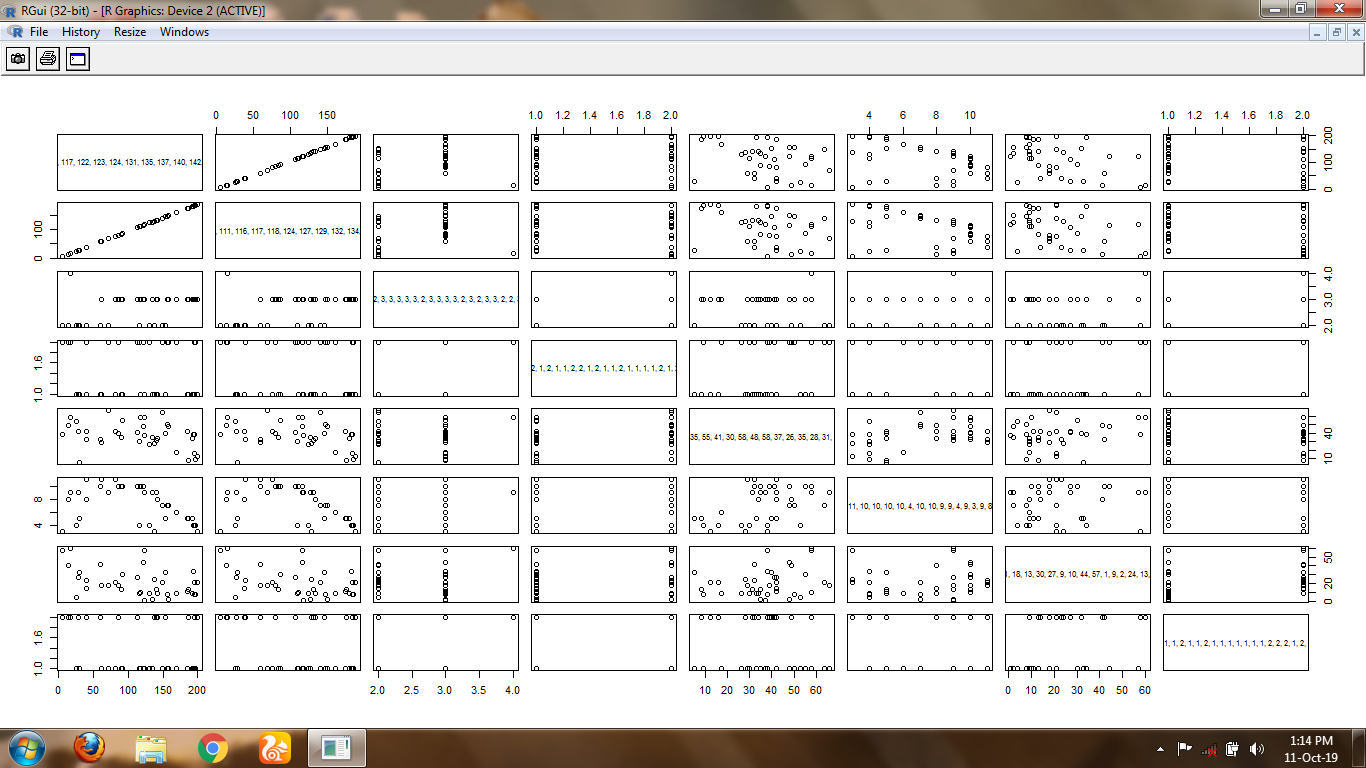 RGui (32-bit) - [R Graphics: Device 2 (ACTIVE)]
File History Resize Windows
0 50 100 150
1.0 1.2 1.4 1.6 1.8 2.0
4 6 8 10
0 10 20 30 40 50 60
1.0 1.2 1.4 1.6 1.8 2.0
, 117, 122, 123, 124, 131, 135, 137, 140, 142,
0 100 200
0 100
, 111, 116, 117, 118, 124, 127, 129, 132, 134,
2, 3, 3, 3, 3, 3, 2, 3, 3, 3, 3, 2, 3, 2, 3, 3, 2, 2,
2.0 3.0 4.0
1.0 1.6
2, 1, 2, 1, 1, 2, 2, 1, 2, 1, 1, 2, 1, 1, 1, 1, 2, 1,
35, 55, 41, 30, 58, 48, 58, 37, 26, 35, 28, 31,
10 40
4 8
11, 10, 10, 10, 10, 4, 10, 10, 9, 9, 4, 9, 3, 9, 8
18, 13, 30, 27, 9, 10, 44, 57, 1, 9, 2, 24, 13,
0 20 50
1.0 1.6
1, 1, 2, 1, 1, 2, 1, 1, 1, 1, 1, 1, 1, 2, 2, 2, 1, 2,
0 50 100 150 200
2.0 2.5 3.0 3.5 4.0
10 20 30 40 50 60
0 10 20 30 40 50 60
1:14 PM
11-Oct-19